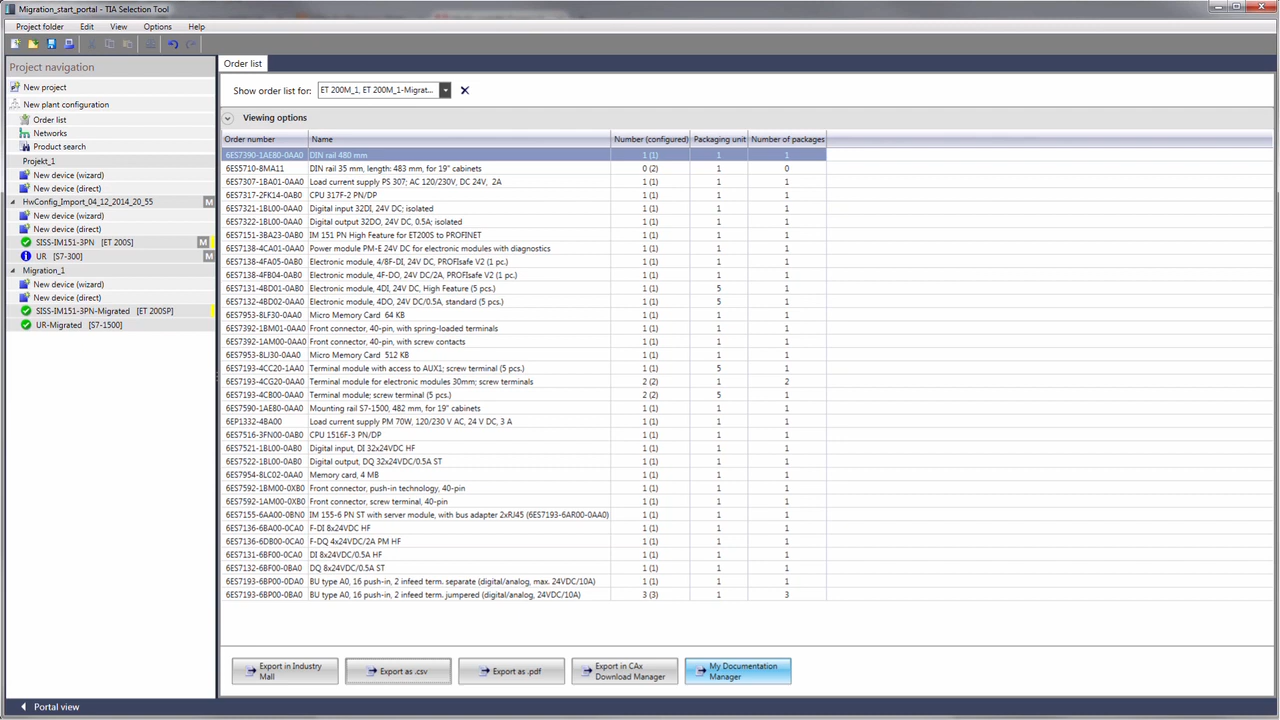 Migration_start_portal - TIA Selection Tool
Project folder Edit View Options Help
Project navigation
New project
New plant configuration
Order list
Networks
Product search
Projekt_1
New device (wizard)
New device (direct)
HwConfig_Import_04_12_2014_20_55 M
New device (wizard)
New device (direct)
SISS-IM151-3PN [ET 200S] M
UR [S7-300] M
Migration_1
New device (wizard)
New device (direct)
SISS-IM151-3PN-Migrated [ET 200SP]
UR-Migrated [S7-1500]
Order list
Show order list for: ET 200M_1, ET 200M_1-Migrat...
Viewing options
Order number Name Number (configured) Packaging unit Number of packages
6ES7390-1AE80-0AA0 DIN rail 480 mm 1 (1) 1 1
6ES5710-8MA11 DIN rail 35 mm, length: 483 mm, for 19" cabinets 0 (2) 1 0
6ES7307-1BA01-0AA0 Load current supply PS 307; AC 120/230V, DC 24V, 2A 1 (1) 1 1
6ES7317-2FK14-0AB0 CPU 317F-2 PN/DP 1 (1) 1 1
6ES7321-1BL00-0AA0 Digital input 32DI, 24V DC; isolated 1 (1) 1 1
6ES7322-1BL00-0AA0 Digital output 32DO, 24V DC, 0.5A; isolated 1 (1) 1 1
6ES7151-3BA23-0AB0 IM 151 PN High Feature for ET200S to PROFINET 1 (1) 1 1
6ES7138-4CA01-0AA0 Power module PM-E 24V DC for electronic modules with diagnostics 1 (1) 1 1
6ES7138-4FA05-0AB0 Electronic module, 4/8F-DI, 24V DC, PROFIsafe V2 (1 pc.) 1 (1) 1 1
6ES7138-4FB04-0AB0 Electronic module, 4F-DO, 24V DC/2A, PROFIsafe V2 (1 pc.) 1 (1) 1 1
6ES7131-4BD01-0AB0 Electronic module, 4DI, 24V DC, High Feature (5 pcs.) 1 (1) 5 1
6ES7132-4BD02-0AA0 Electronic module, 4DO, 24V DC/0.5A, standard (5 pcs.) 1 (1) 5 1
6ES7953-8LF30-0AA0 Micro Memory Card 64 KB 1 (1) 1 1
6ES7392-1BM01-0AA0 Front connector, 40-pin, with spring-loaded terminals 1 (1) 1 1
6ES7392-1AM00-0AA0 Front connector, 40-pin, with screw contacts 1 (1) 1 1
6ES7953-8LJ30-0AA0 Micro Memory Card 512 KB 1 (1) 1 1
6ES7193-4CC20-1AA0 Terminal module with access to AUX1; screw terminal (5 pcs.) 1 (1) 5 1
6ES7193-4CG20-0AA0 Terminal module for electronic modules 30mm; screw terminals 2 (2) 1 2
6ES7193-4CB00-0AA0 Terminal module; screw terminal (5 pcs.) 2 (2) 5 1
6ES7590-1AE80-0AA0 Mounting rail S7-1500, 482 mm, for 19" cabinets 1 (1) 1 1
6EP1332-4BA00 Load current supply PM 70W, 120/230 V AC, 24 V DC, 3 A 1 (1) 1 1
6ES7516-3FN00-0AB0 CPU 1516F-3 PN/DP 1 (1) 1 1
6ES7521-1BL00-0AB0 Digital input, DI 32x24VDC HF 1 (1) 1 1
6ES7522-1BL00-0AB0 Digital output, DQ 32x24VDC/0.5A ST 1 (1) 1 1
6ES7954-8LC02-0AA0 Memory card, 4 MB 1 (1) 1 1
6ES7592-1BM00-0XB0 Front connector, push-in technology, 40-pin 1 (1) 1 1
6ES7592-1AM00-0XB0 Front connector, screw terminal, 40-pin 1 (1) 1 1
6ES7155-6AA00-0BN0 IM 155-6 PN ST with server module, with bus adapter 2xRJ45 (6ES7193-6AR00-0AA0) 1 (1) 1 1
6ES7136-6BA00-0CA0 F-DI 8x24VDC HF 1 (1) 1 1
6ES7136-6DB00-0CA0 F-DQ 4x24VDC/2A PM HF 1 (1) 1 1
6ES7131-6BF00-0CA0 DI 8x24VDC/0.5A HF 1 (1) 1 1
6ES7132-6BF00-0BA0 DQ 8x24VDC/0.5A ST 1 (1) 1 1
6ES7193-6BP00-0DA0 BU type A0, 16 push-in, 2 infeed term. separate (digital/analog, max. 24VDC/10A) 1 (1) 1 1
6ES7193-6BP00-0BA0 BU type A0, 16 push-in, 2 infeed term. jumpered (digital/analog, 24VDC/10A) 3 (3) 1 3
Export in Industry Mall
Export as .csv
Export as .pdf
Export in CAx Download Manager
My Documentation Manager
Portal view